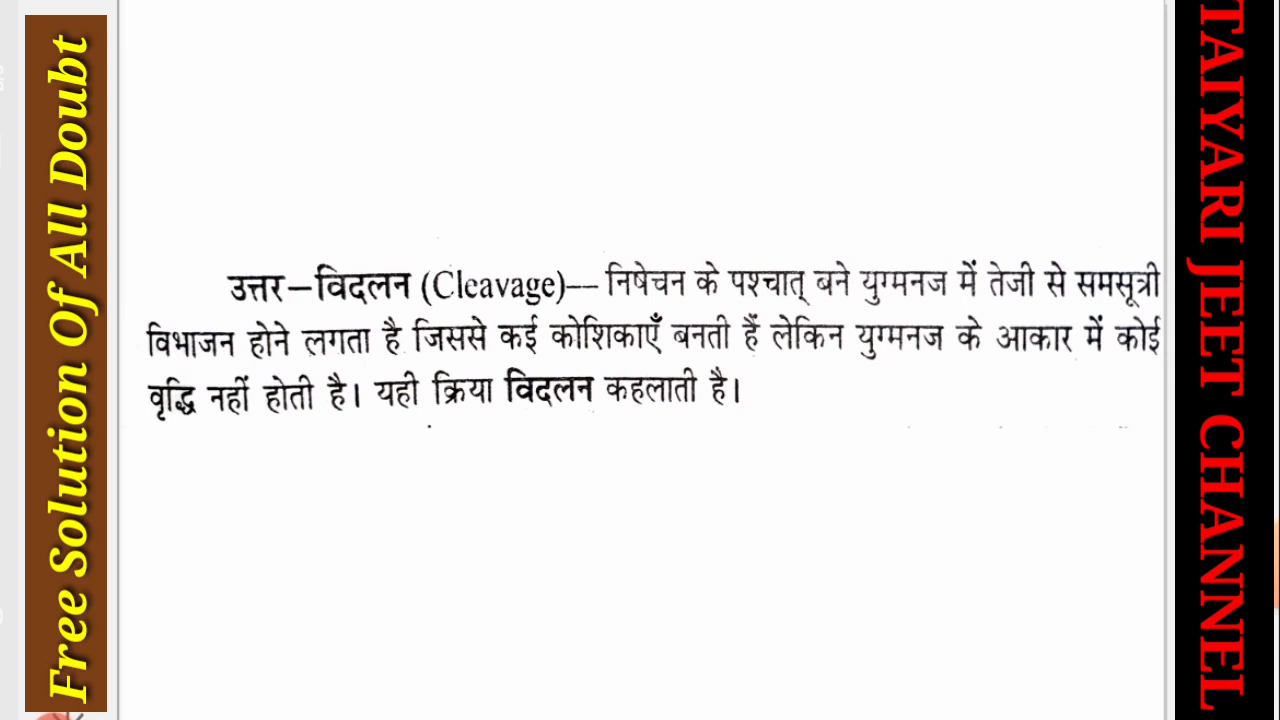 Free Solution Of All Doubt
उत्तर–विदलन (Cleavage)— निषेचन के पश्चात् बने युग्मनज में तेजी से समसूत्री
विभाजन होने लगता है जिससे कई कोशिकाएँ बनती हैं लेकिन युग्मनज के आकार में कोई
वृद्धि नहीं होती है। यही क्रिया विदलन कहलाती है।
TAIYARI JEET CHANNEL